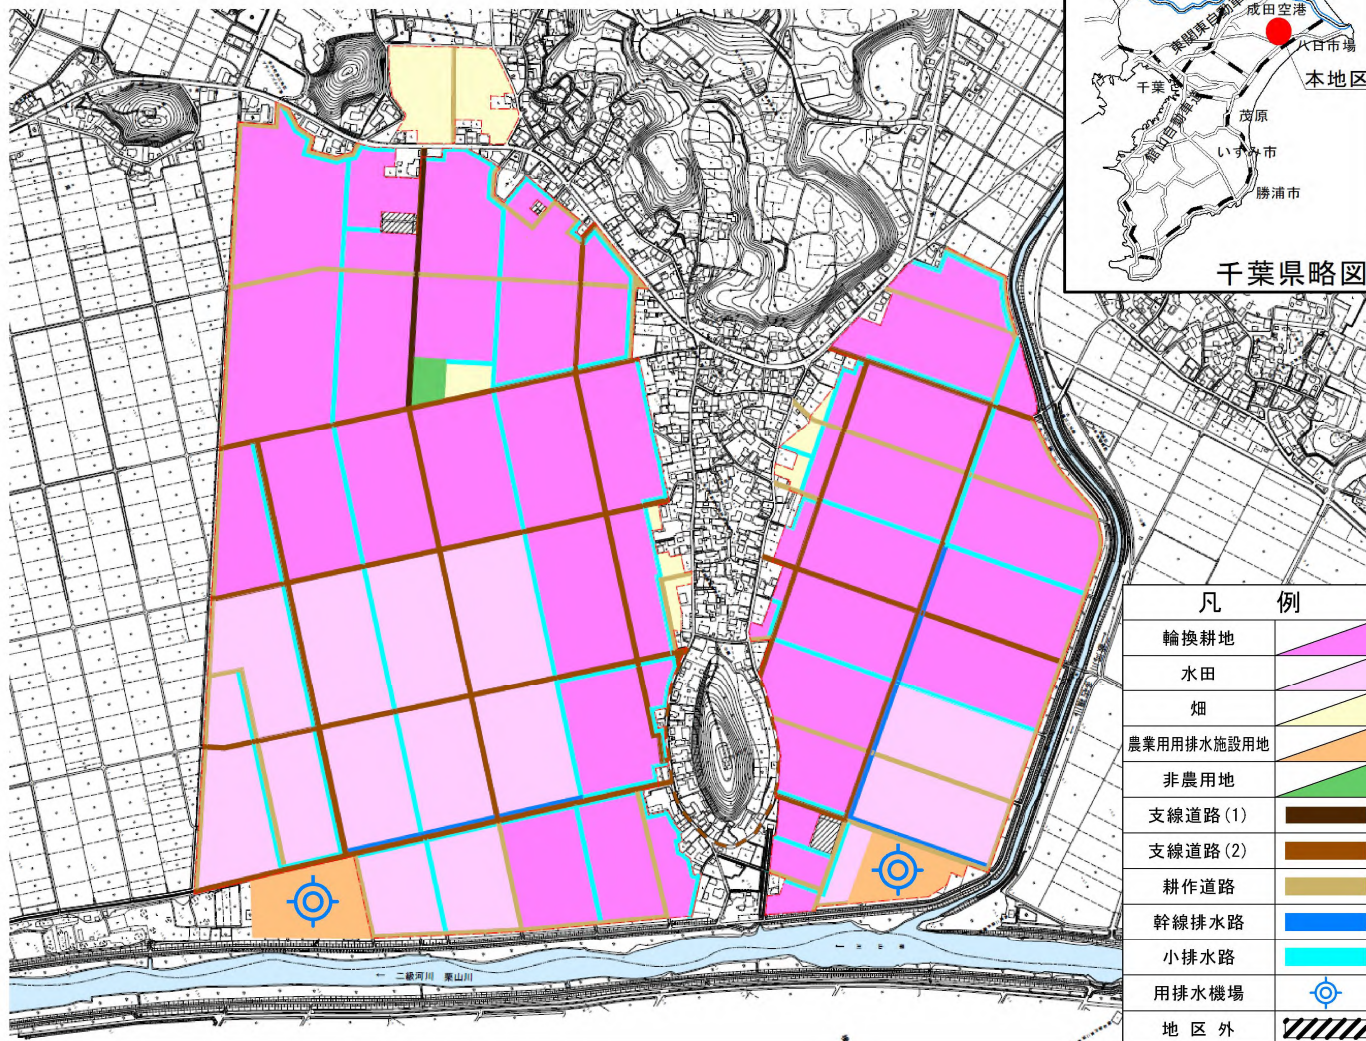 成田空港
東関東自動車
八日市場
本地区
千葉
館山自動車道
茂原
いすみ市
勝浦市
千葉県略図
凡 例
輪換耕地
水田
畑
農業用用排水施設用地
非農用地
支線道路(1)
支線道路(2)
耕作道路
幹線排水路
小排水路
用排水機場
地 区 外
← 二級河川 栗山川